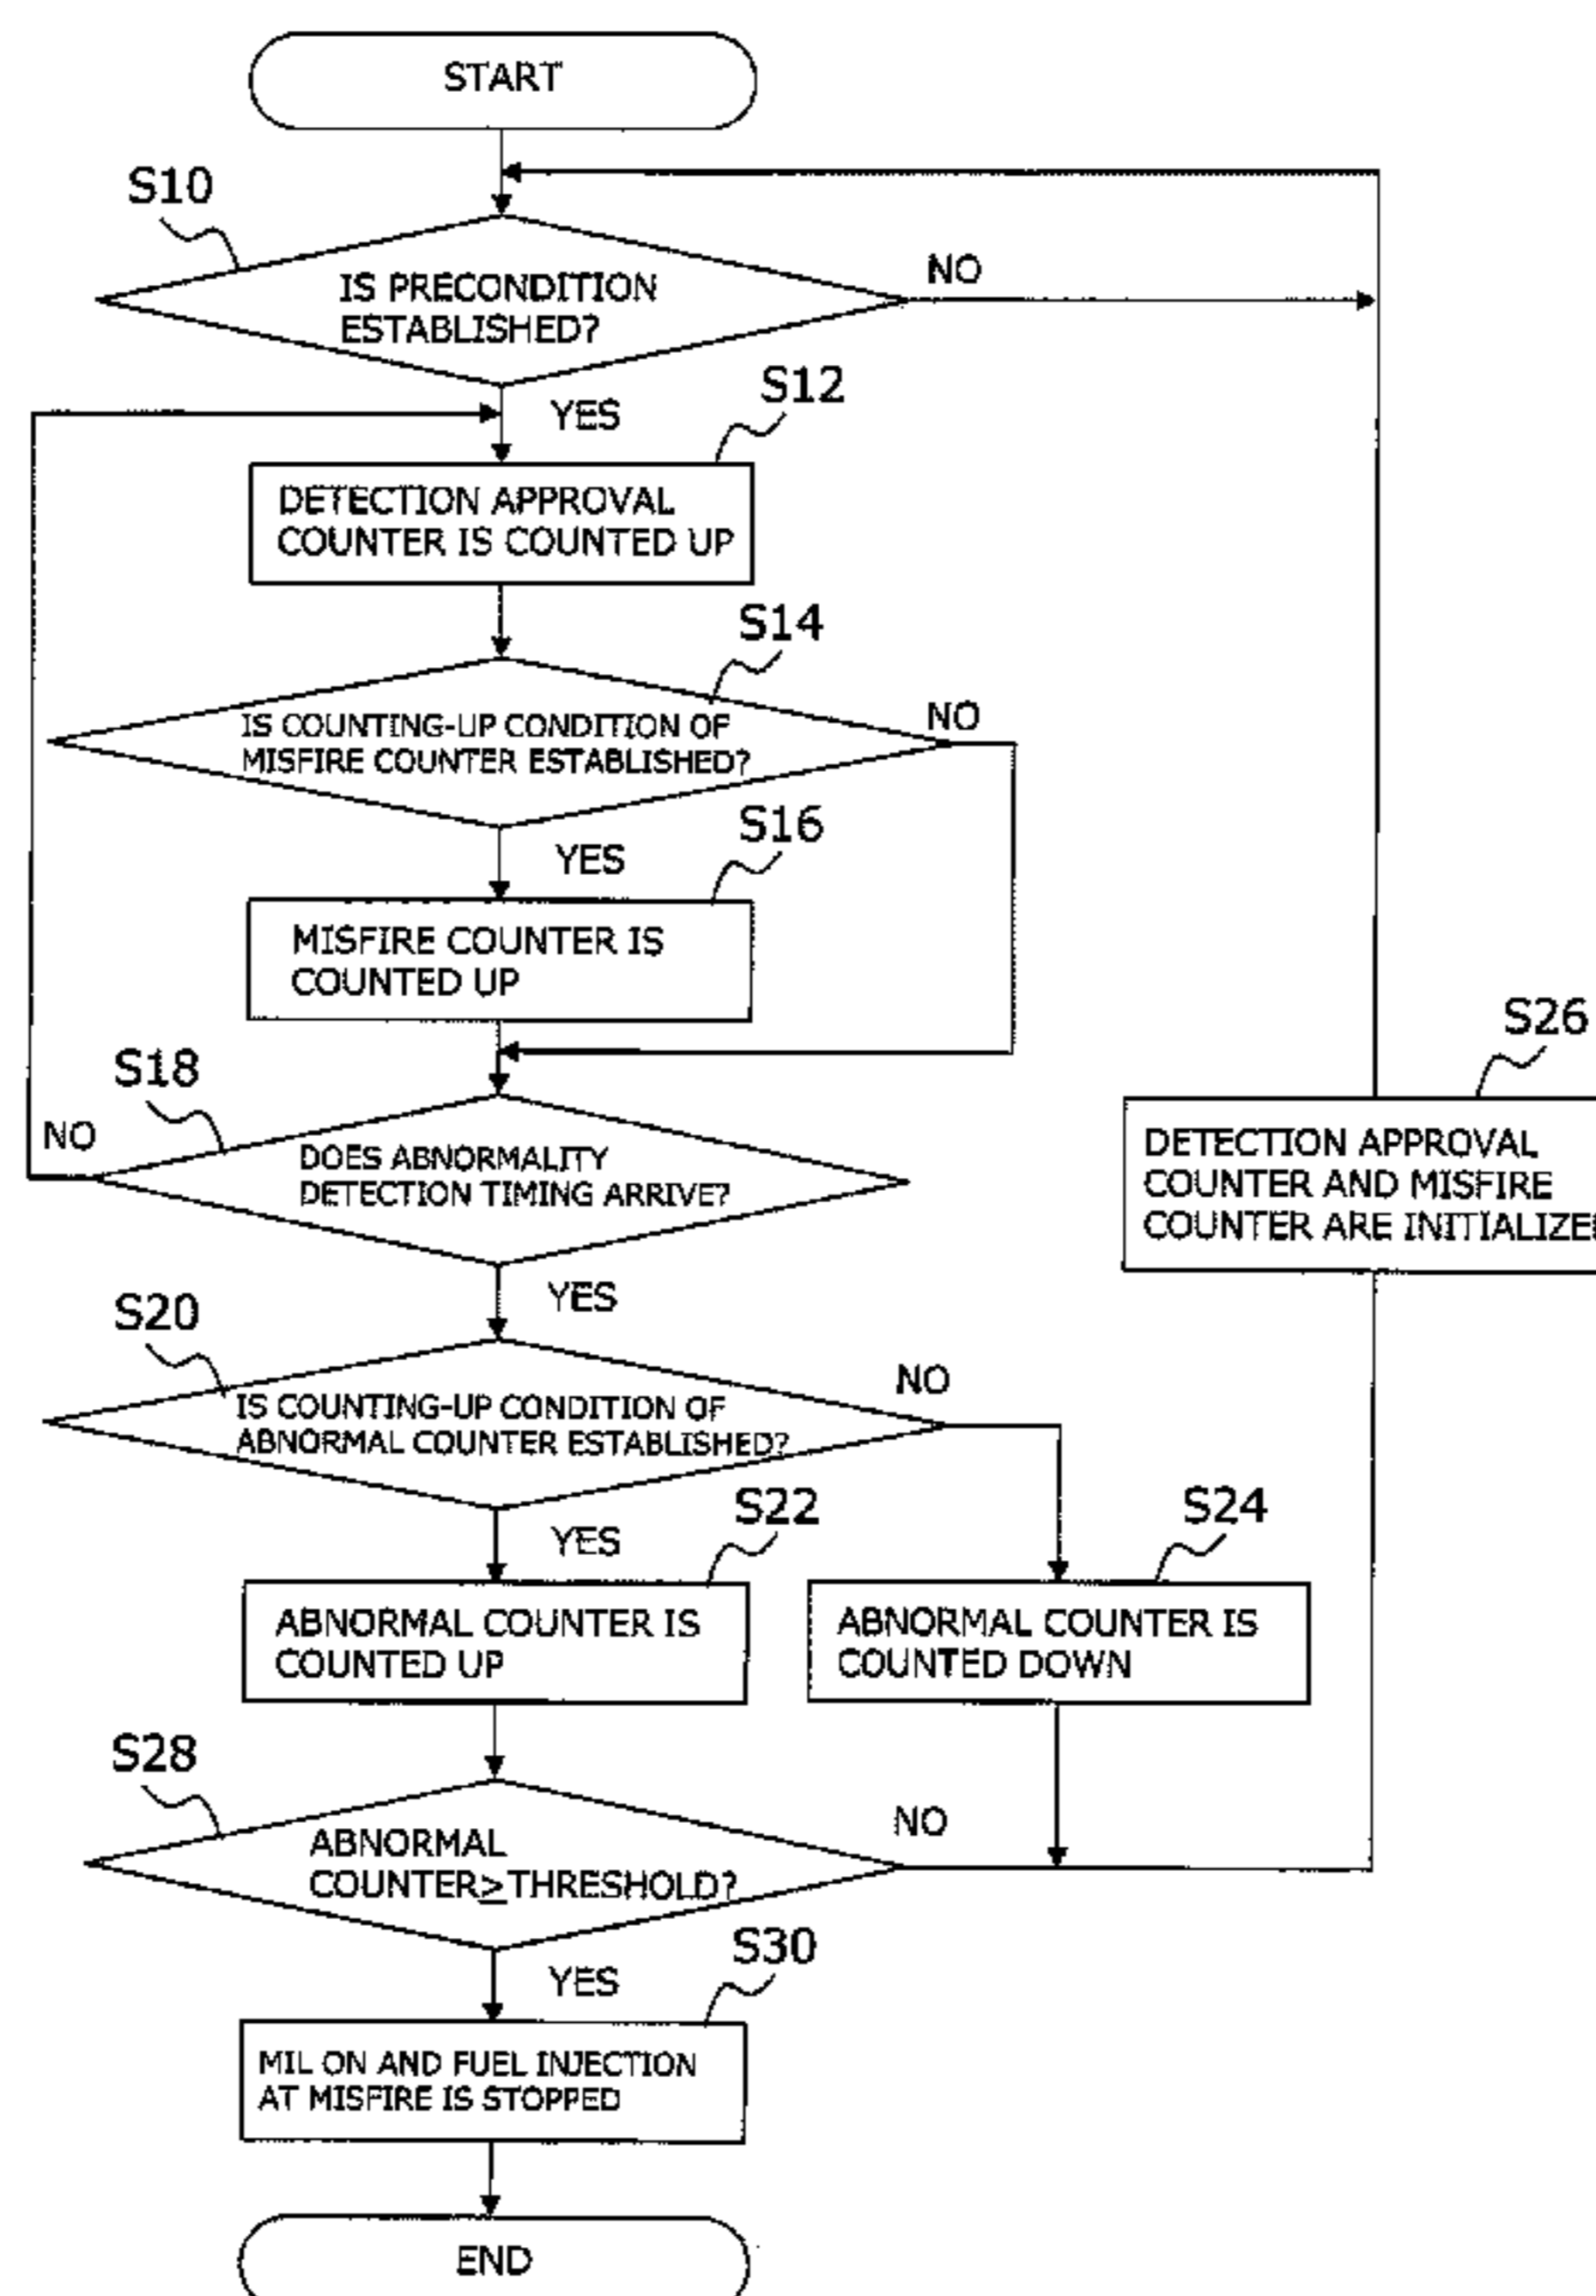 START
S10
IS PRECONDITION
ESTABLISHED?
NO
YES
S12
DETECTION APPROVAL
COUNTER IS COUNTED UP
S14
IS COUNTING-UP CONDITION OF
MISFIRE COUNTER ESTABLISHED?
NO
YES
S16
MISFIRE COUNTER IS
COUNTED UP
S18
NO
DOES ABNORMALITY
DETECTION TIMING ARRIVE?
YES
S26
DETECTION APPROVAL
COUNTER AND MISFIRE
COUNTER ARE INITIALIZE
S20
IS COUNTING-UP CONDITION OF
ABNORMAL COUNTER ESTABLISHED?
NO
YES
S22
ABNORMAL COUNTER IS
COUNTED UP
S24
ABNORMAL COUNTER IS
COUNTED DOWN
S28
ABNORMAL
COUNTER≥THRESHOLD?
NO
YES
S30
MIL ON AND FUEL INJECTION
AT MISFIRE IS STOPPED
END